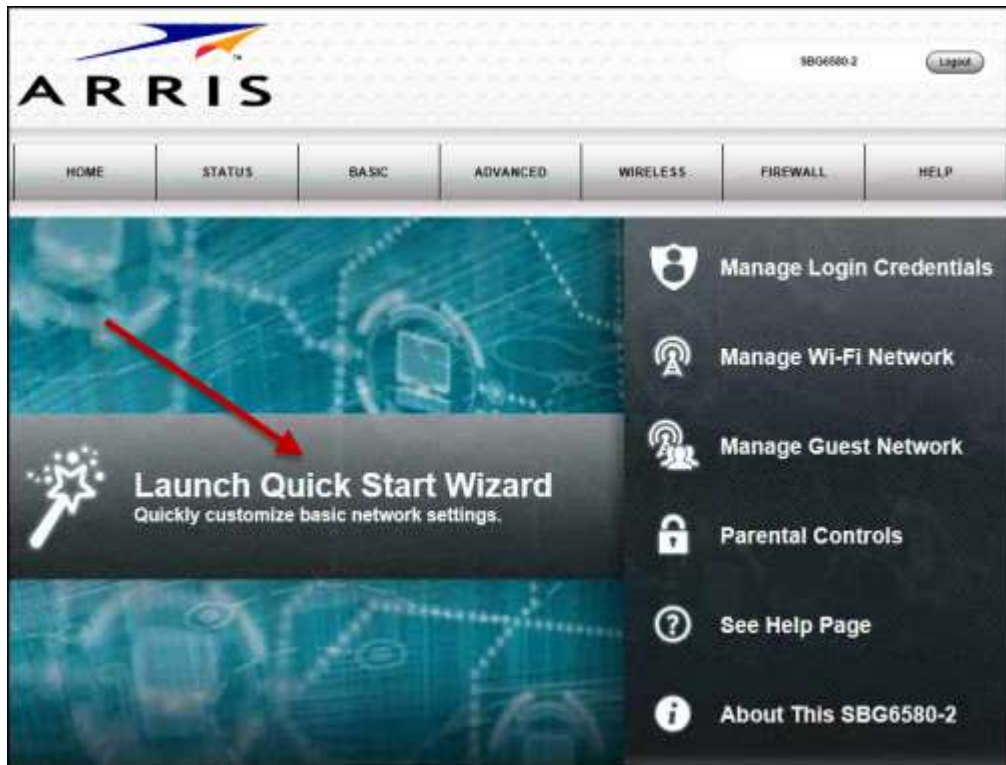 ARRIS
SBG6580-2
Logout
HOME
STATUS
BASIC
ADVANCED
WIRELESS
FIREWALL
HELP
Manage Login Credentials
Manage Wi-Fi Network
Manage Guest Network
Launch Quick Start Wizard
Quickly customize basic network settings.
Parental Controls
See Help Page
About This SBG6580-2